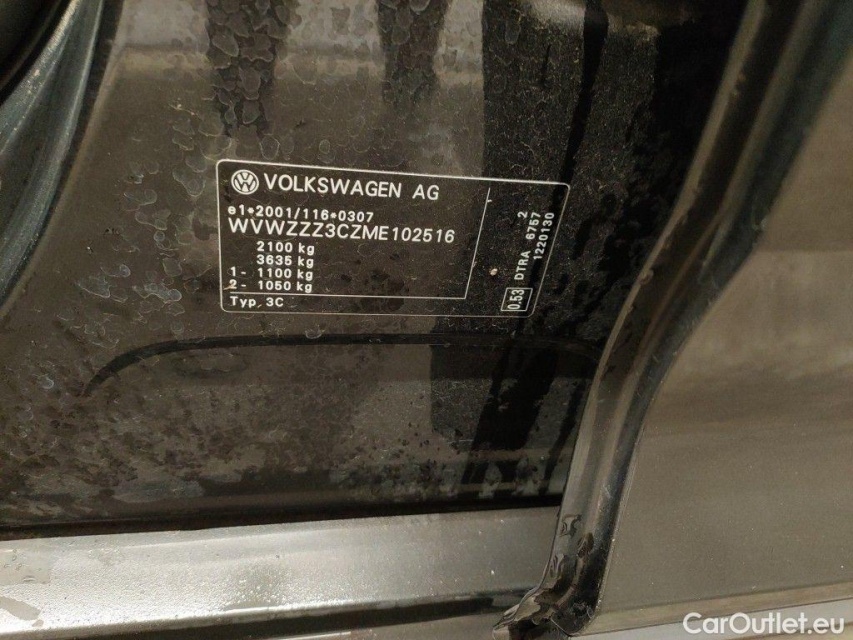 VOLKSWAGEN AG
e1*2001/116*0307
WVWZZZ3CZME102516
2100 kg
3635 kg
1- 1100 kg
2- 1050 kg
Typ. 3C
0.53 DTRA 6757 2
1220130
CarOutlet.eu